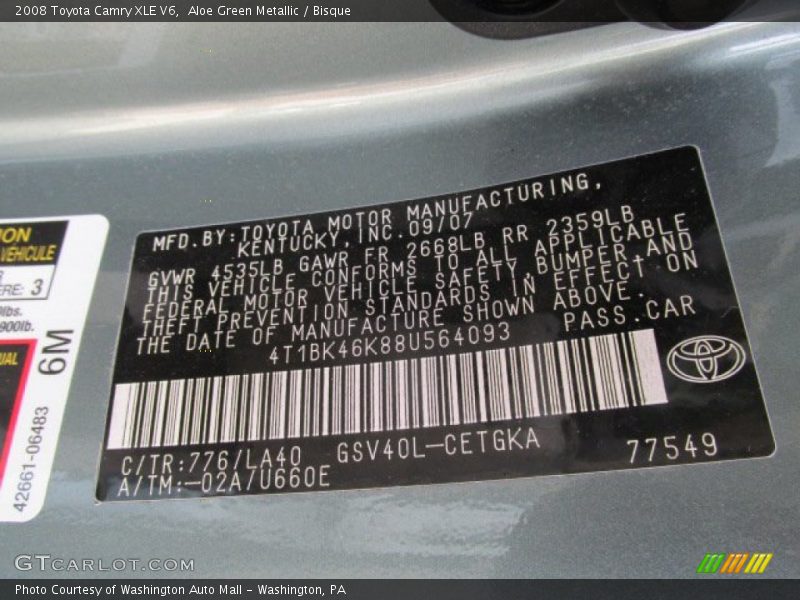 2008 Toyota Camry XLE V6,  Aloe Green Metallic / Bisque
MFD. BY: TOYOTA MOTOR MANUFACTURING,
KENTUCKY, INC. 09/07
GVWR 4535LB GAWR FR 2668LB RR 2359LB
THIS VEHICLE CONFORMS TO ALL APPLICABLE
FEDERAL MOTOR VEHICLE SAFETY, BUMPER, AND
THEFT PREVENTION STANDARDS IN EFFECT ON
THE DATE OF MANUFACTURE SHOWN ABOVE.
4T1BK46K88U564093 PASS. CAR
C/TR: 776/LA40 GSV40L-CETGKA 77549
A/TM: -02A/U660E
VEHICLE
3
900lb.
6M
42661-06483
GTCARLOT.COM
Photo Courtesy of Washington Auto Mall - Washington, PA